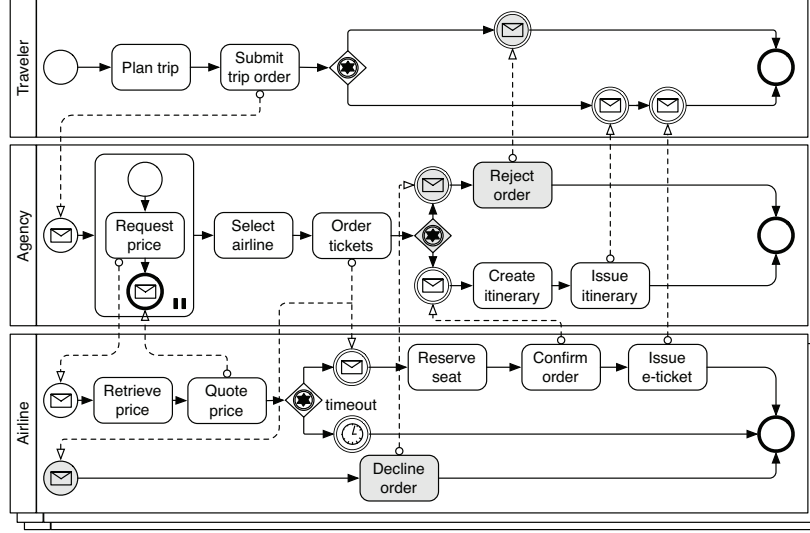 Traveler
Plan trip
Submit
trip order
Agency
Request
price
Select
airline
Order
tickets
Reject
order
Create
itinerary
Issue
itinerary
Airline
Retrieve
price
Quote
price
timeout
Reserve
seat
Confirm
order
Issue
e-ticket
Decline
order